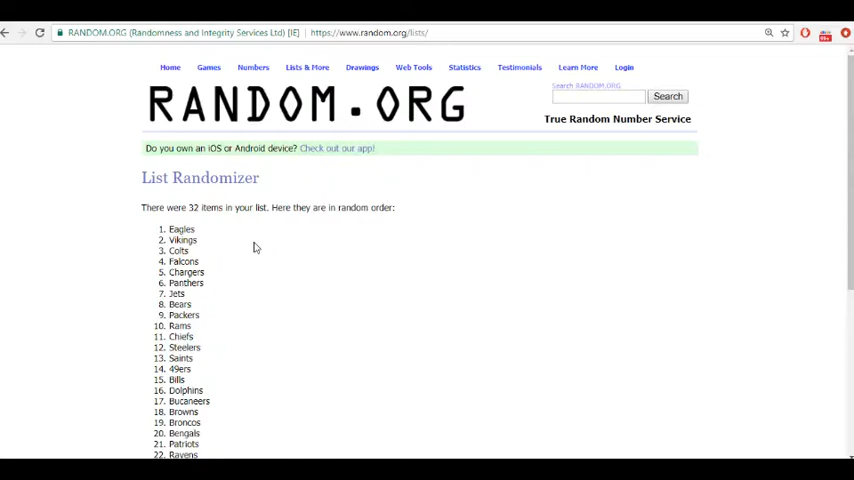 RANDOM.ORG (Randomness and Integrity Services Ltd) [IE] | https://www.random.org/lists/
Home Games Numbers Lists & More Drawings Web Tools Statistics Testimonials Learn More Login
RANDOM.ORG
Search RANDOM.ORG
Search
True Random Number Service
Do you own an iOS or Android device? Check out our app!
List Randomizer
There were 32 items in your list. Here they are in random order:
1. Eagles
2. Vikings
3. Colts
4. Falcons
5. Chargers
6. Panthers
7. Jets
8. Bears
9. Packers
10. Rams
11. Chiefs
12. Steelers
13. Saints
14. 49ers
15. Bills
16. Dolphins
17. Bucaneers
18. Browns
19. Broncos
20. Bengals
21. Patriots
22. Ravens